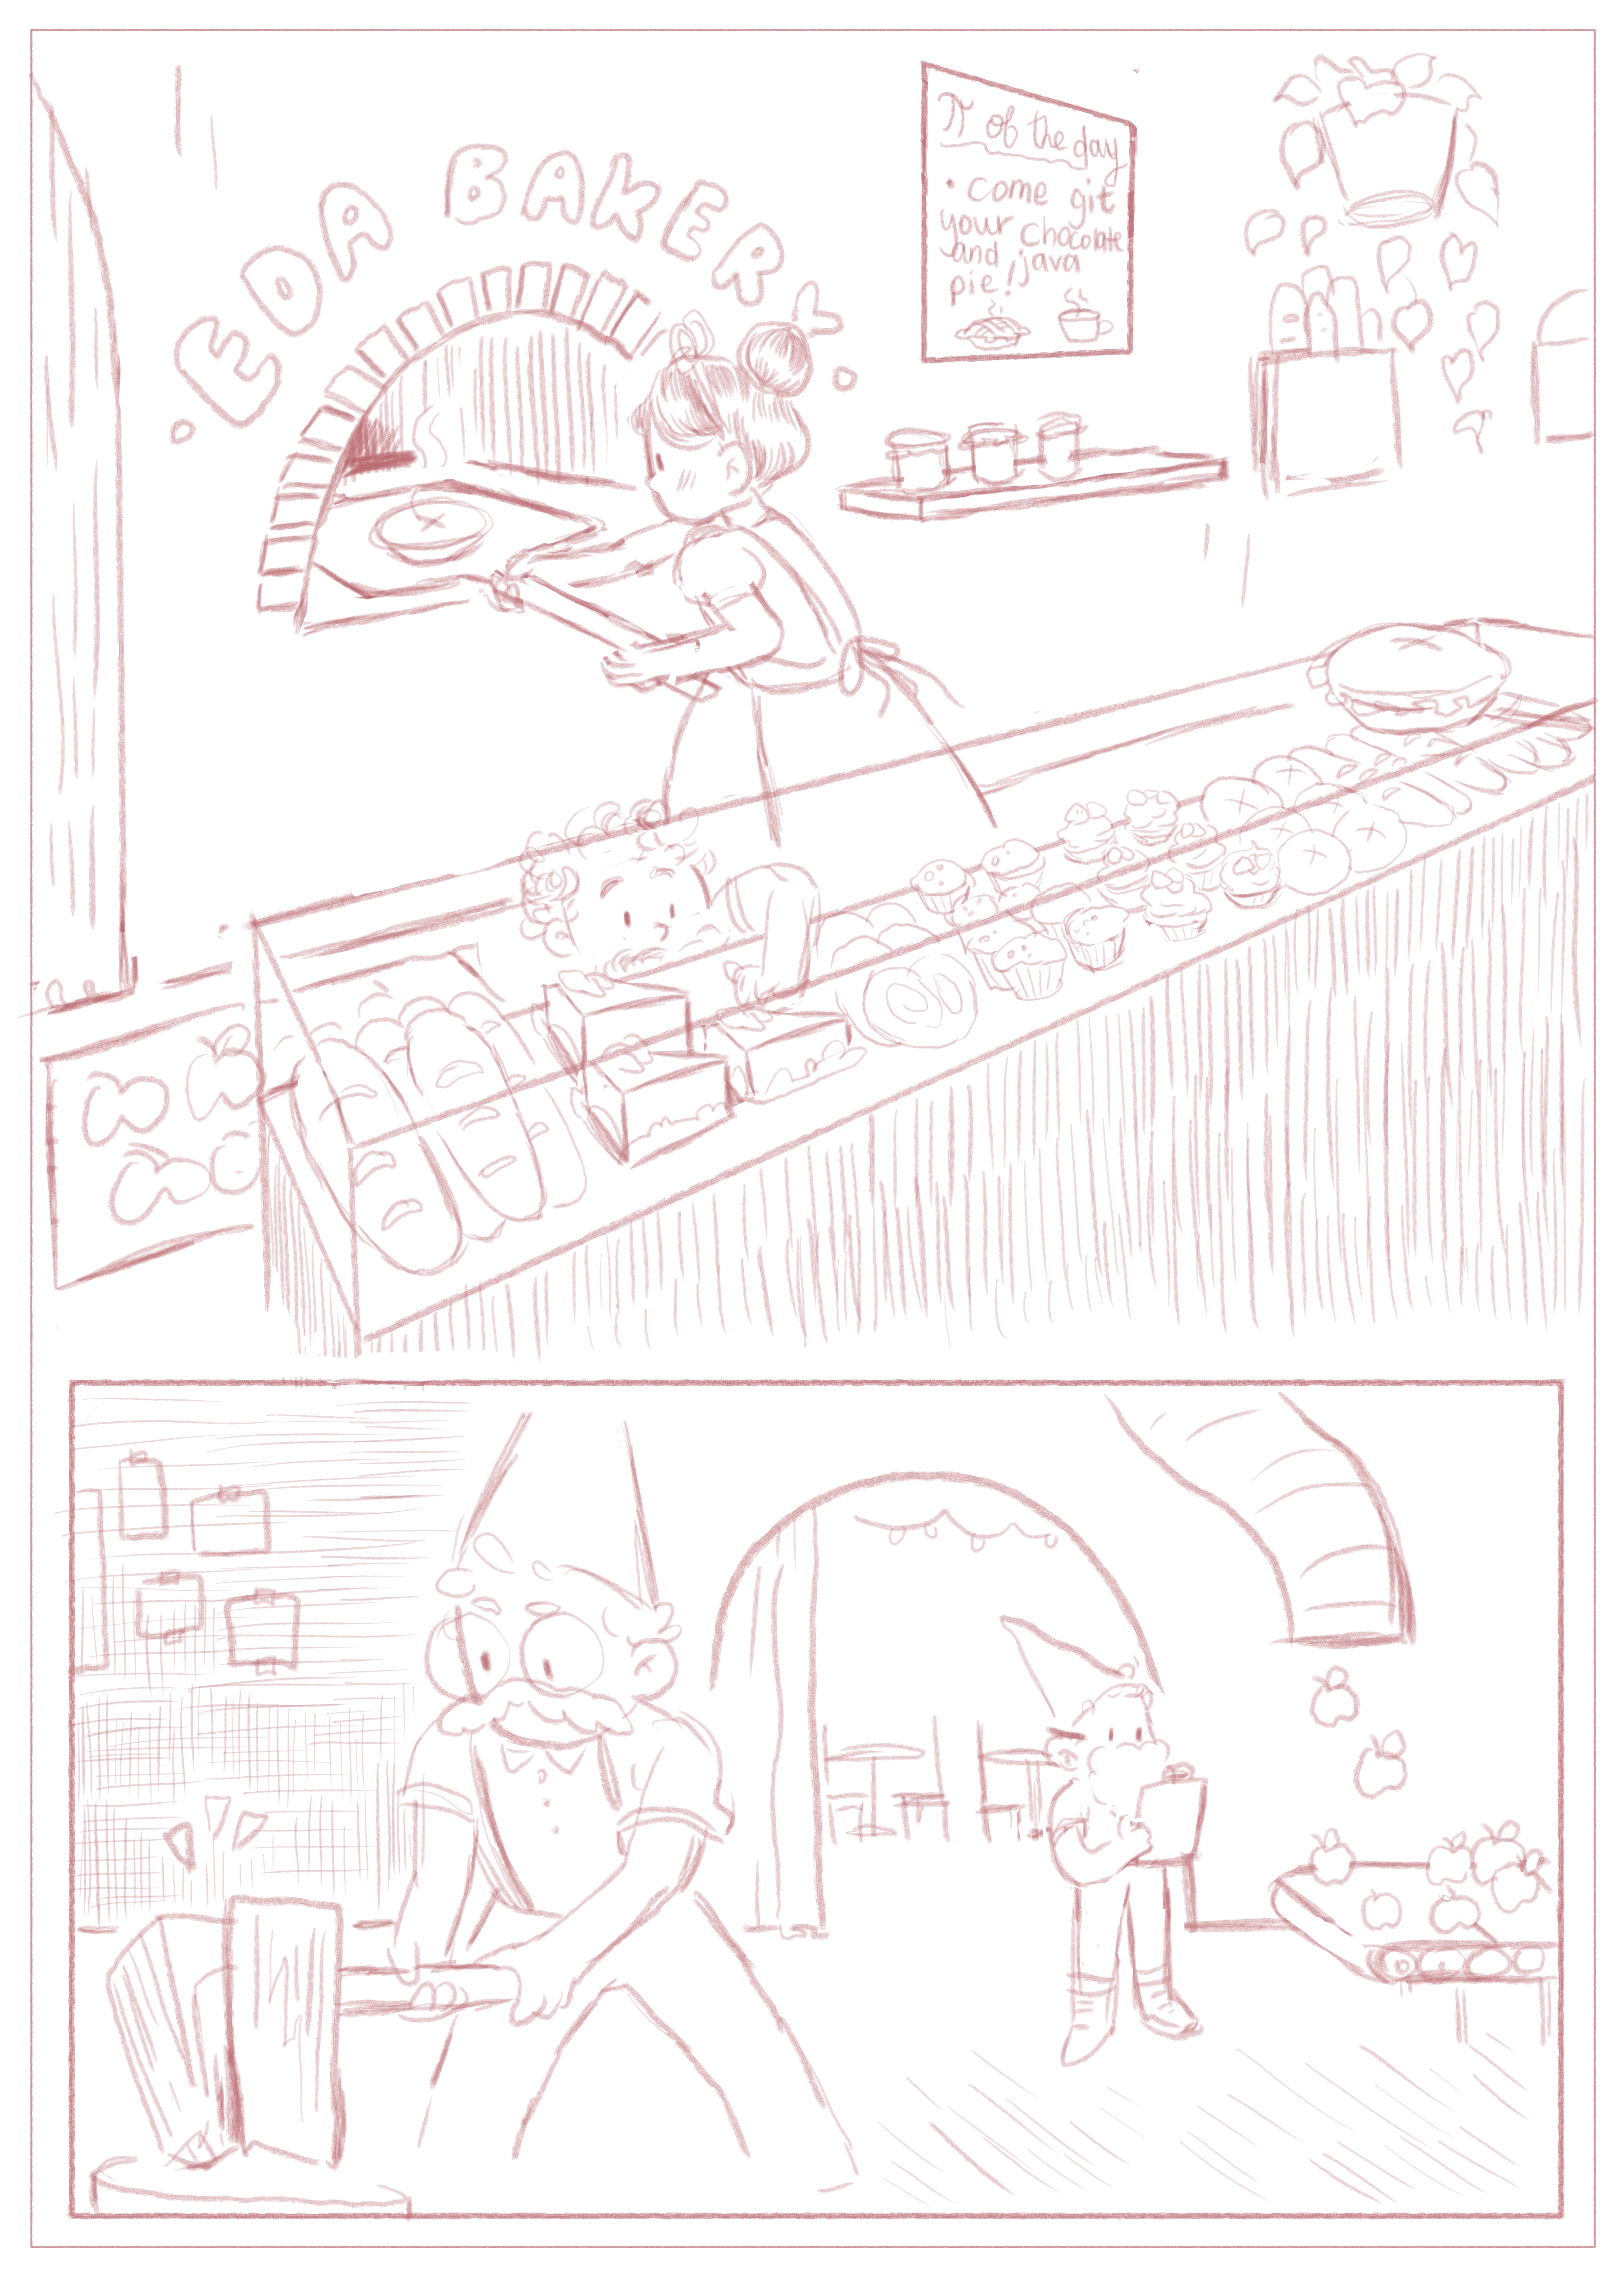 EDA BAKERY
π of the day
• come git
your chocolate
and java
pie!